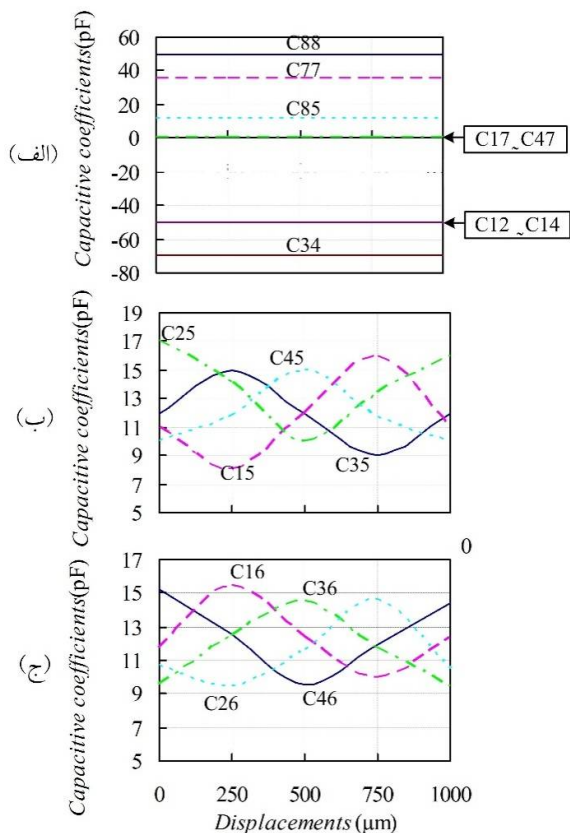 (الف)
Capacitive coefficients(pF)
60
40
20
0
-20
-40
-60
-80
C88
C77
C85
C17~C47
C12 ~C14
C34
(ب)
Capacitive coefficients(pF)
19
17
15
13
11
9
7
5
C25
C45
C15
C35
0
(ج)
Capacitive coefficients(pF)
17
15
13
11
9
7
5
C16
C36
C26
C46
0 250 500 750 1000
Displacements (μm)